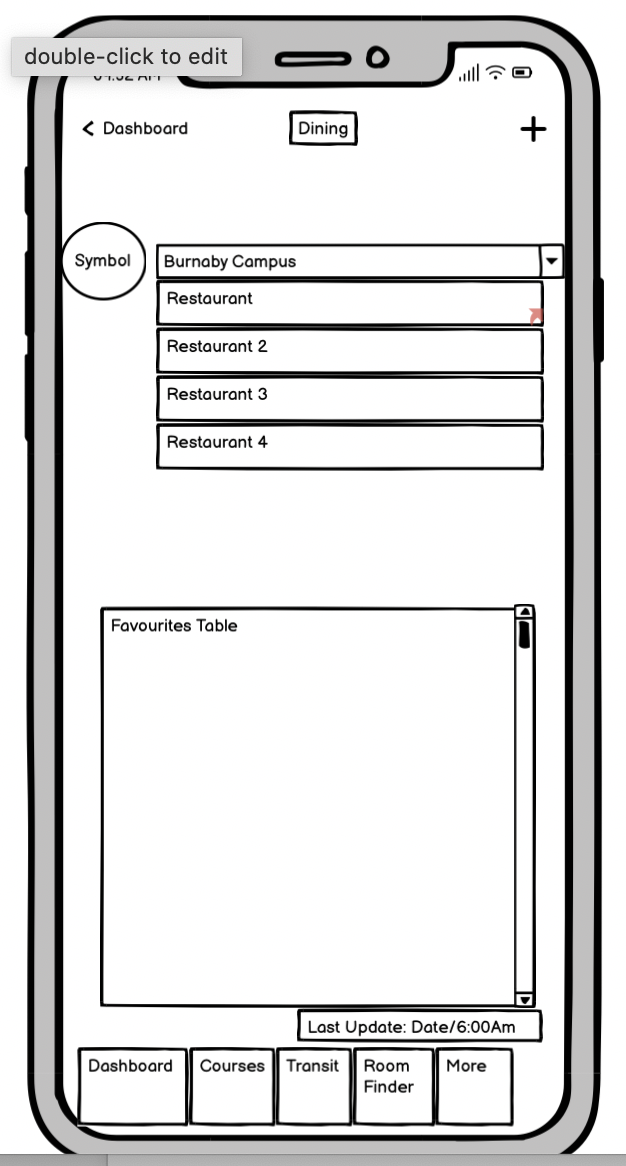 double-click to edit
Dashboard
Dining
Symbol
Burnaby Campus
Restaurant
Restaurant 2
Restaurant 3
Restaurant 4
Favourites Table
Last Update: Date/6:00Am
Dashboard
Courses
Transit
Room
Finder
More